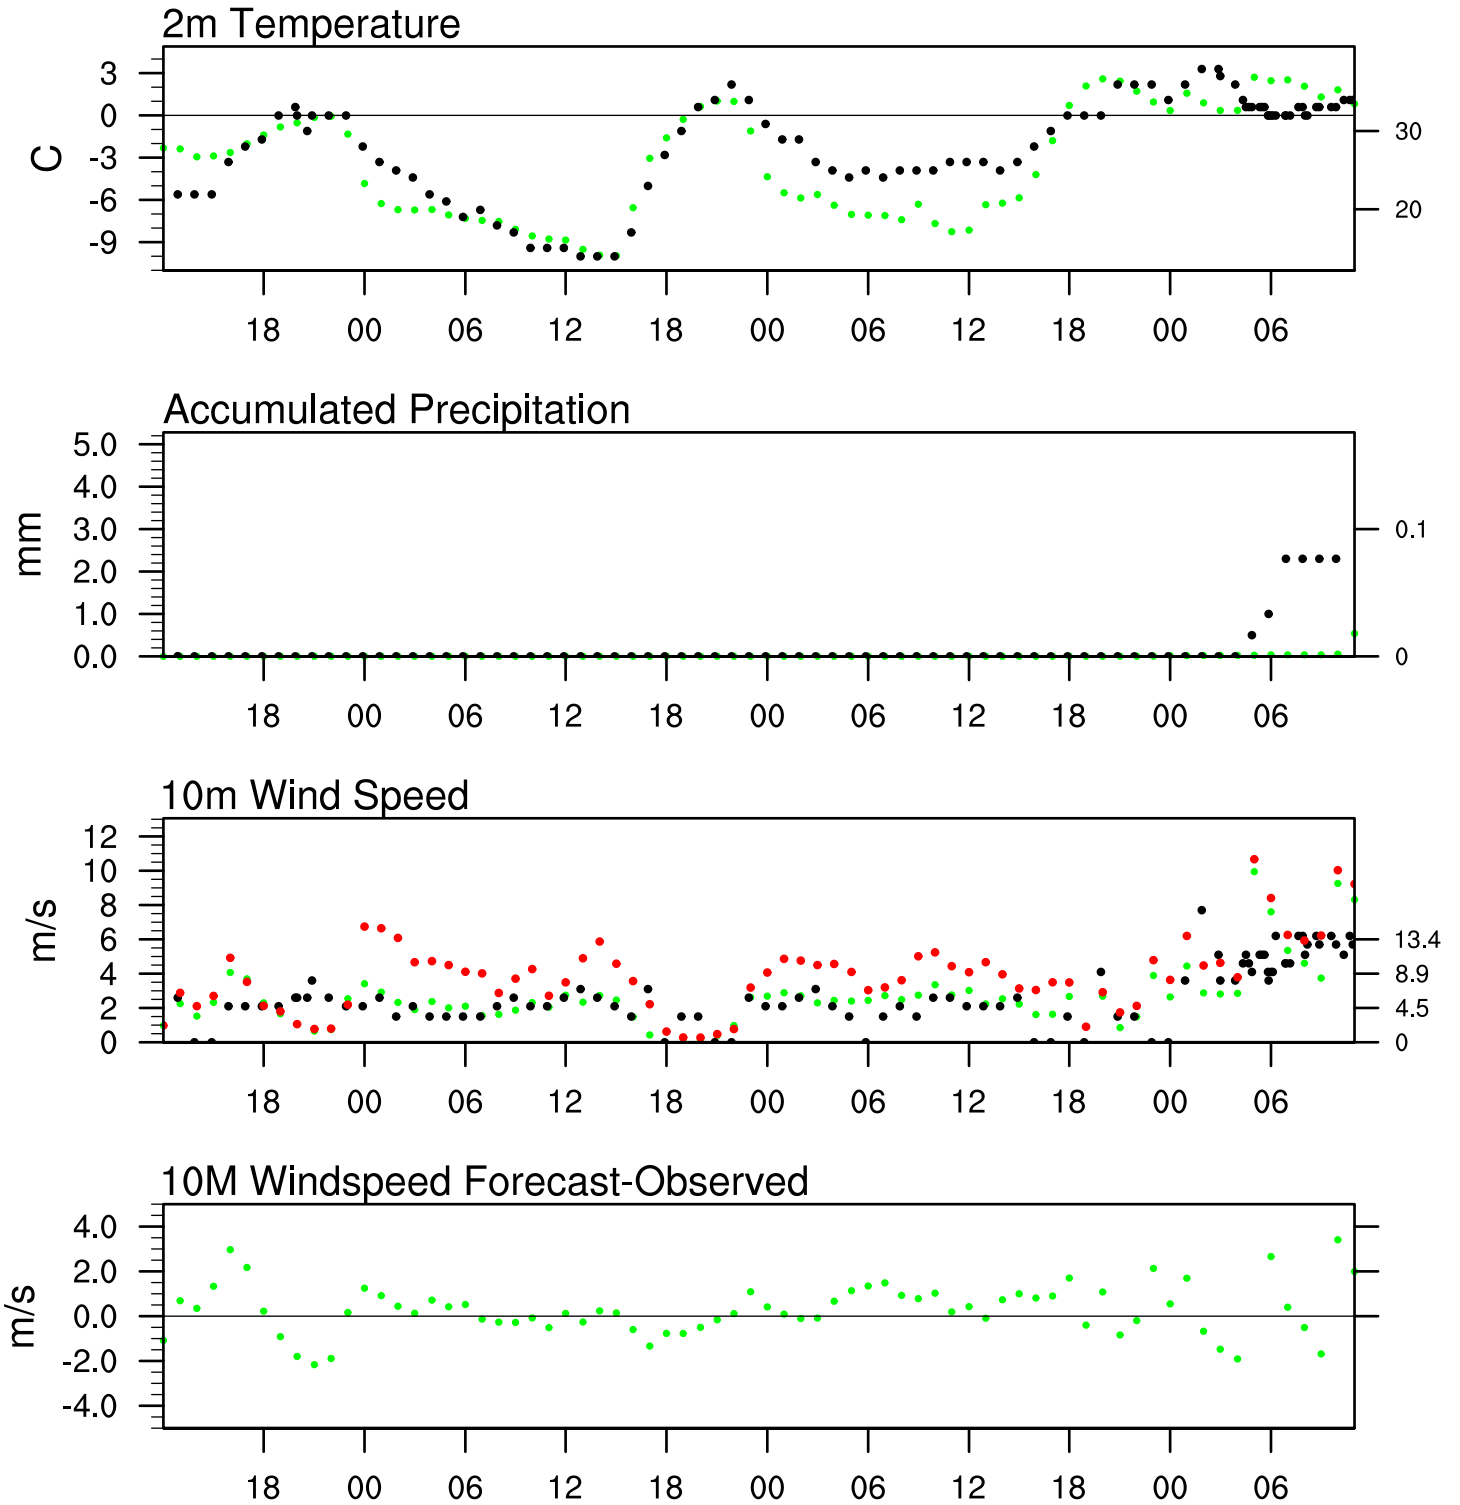 2m Temperature
3
0
-3
-6
-9
C
30
20
18 00 06 12 18 00 06 12 18 00 06
Accumulated Precipitation
5.0
4.0
3.0
2.0
1.0
0.0
mm
0.1
0
18 00 06 12 18 00 06 12 18 00 06
10m Wind Speed
12
10
8
6
4
2
0
m/s
13.4
8.9
4.5
0
18 00 06 12 18 00 06 12 18 00 06
10M Windspeed Forecast-Observed
4.0
2.0
0.0
-2.0
-4.0
m/s
18 00 06 12 18 00 06 12 18 00 06